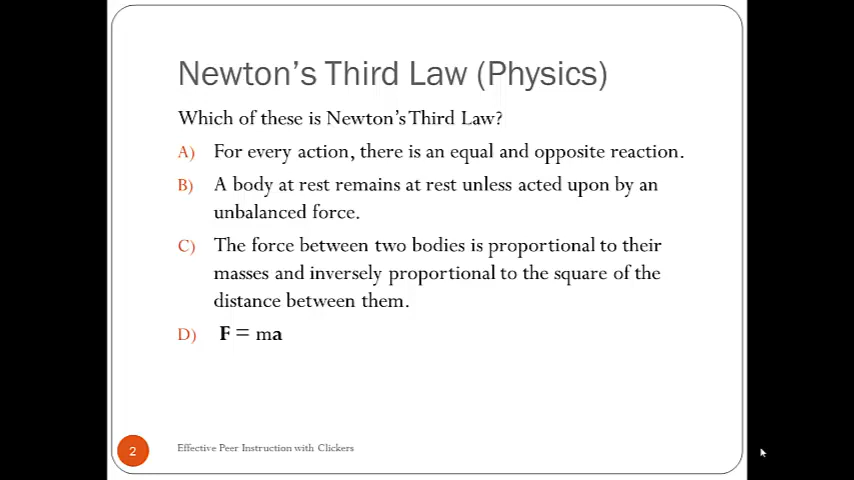 Newton's Third Law (Physics)
Which of these is Newton's Third Law?
A) For every action, there is an equal and opposite reaction.
B) A body at rest remains at rest unless acted upon by an
unbalanced force.
C) The force between two bodies is proportional to their
masses and inversely proportional to the square of the
distance between them.
D) F = ma
2 Effective Peer Instruction with Clickers